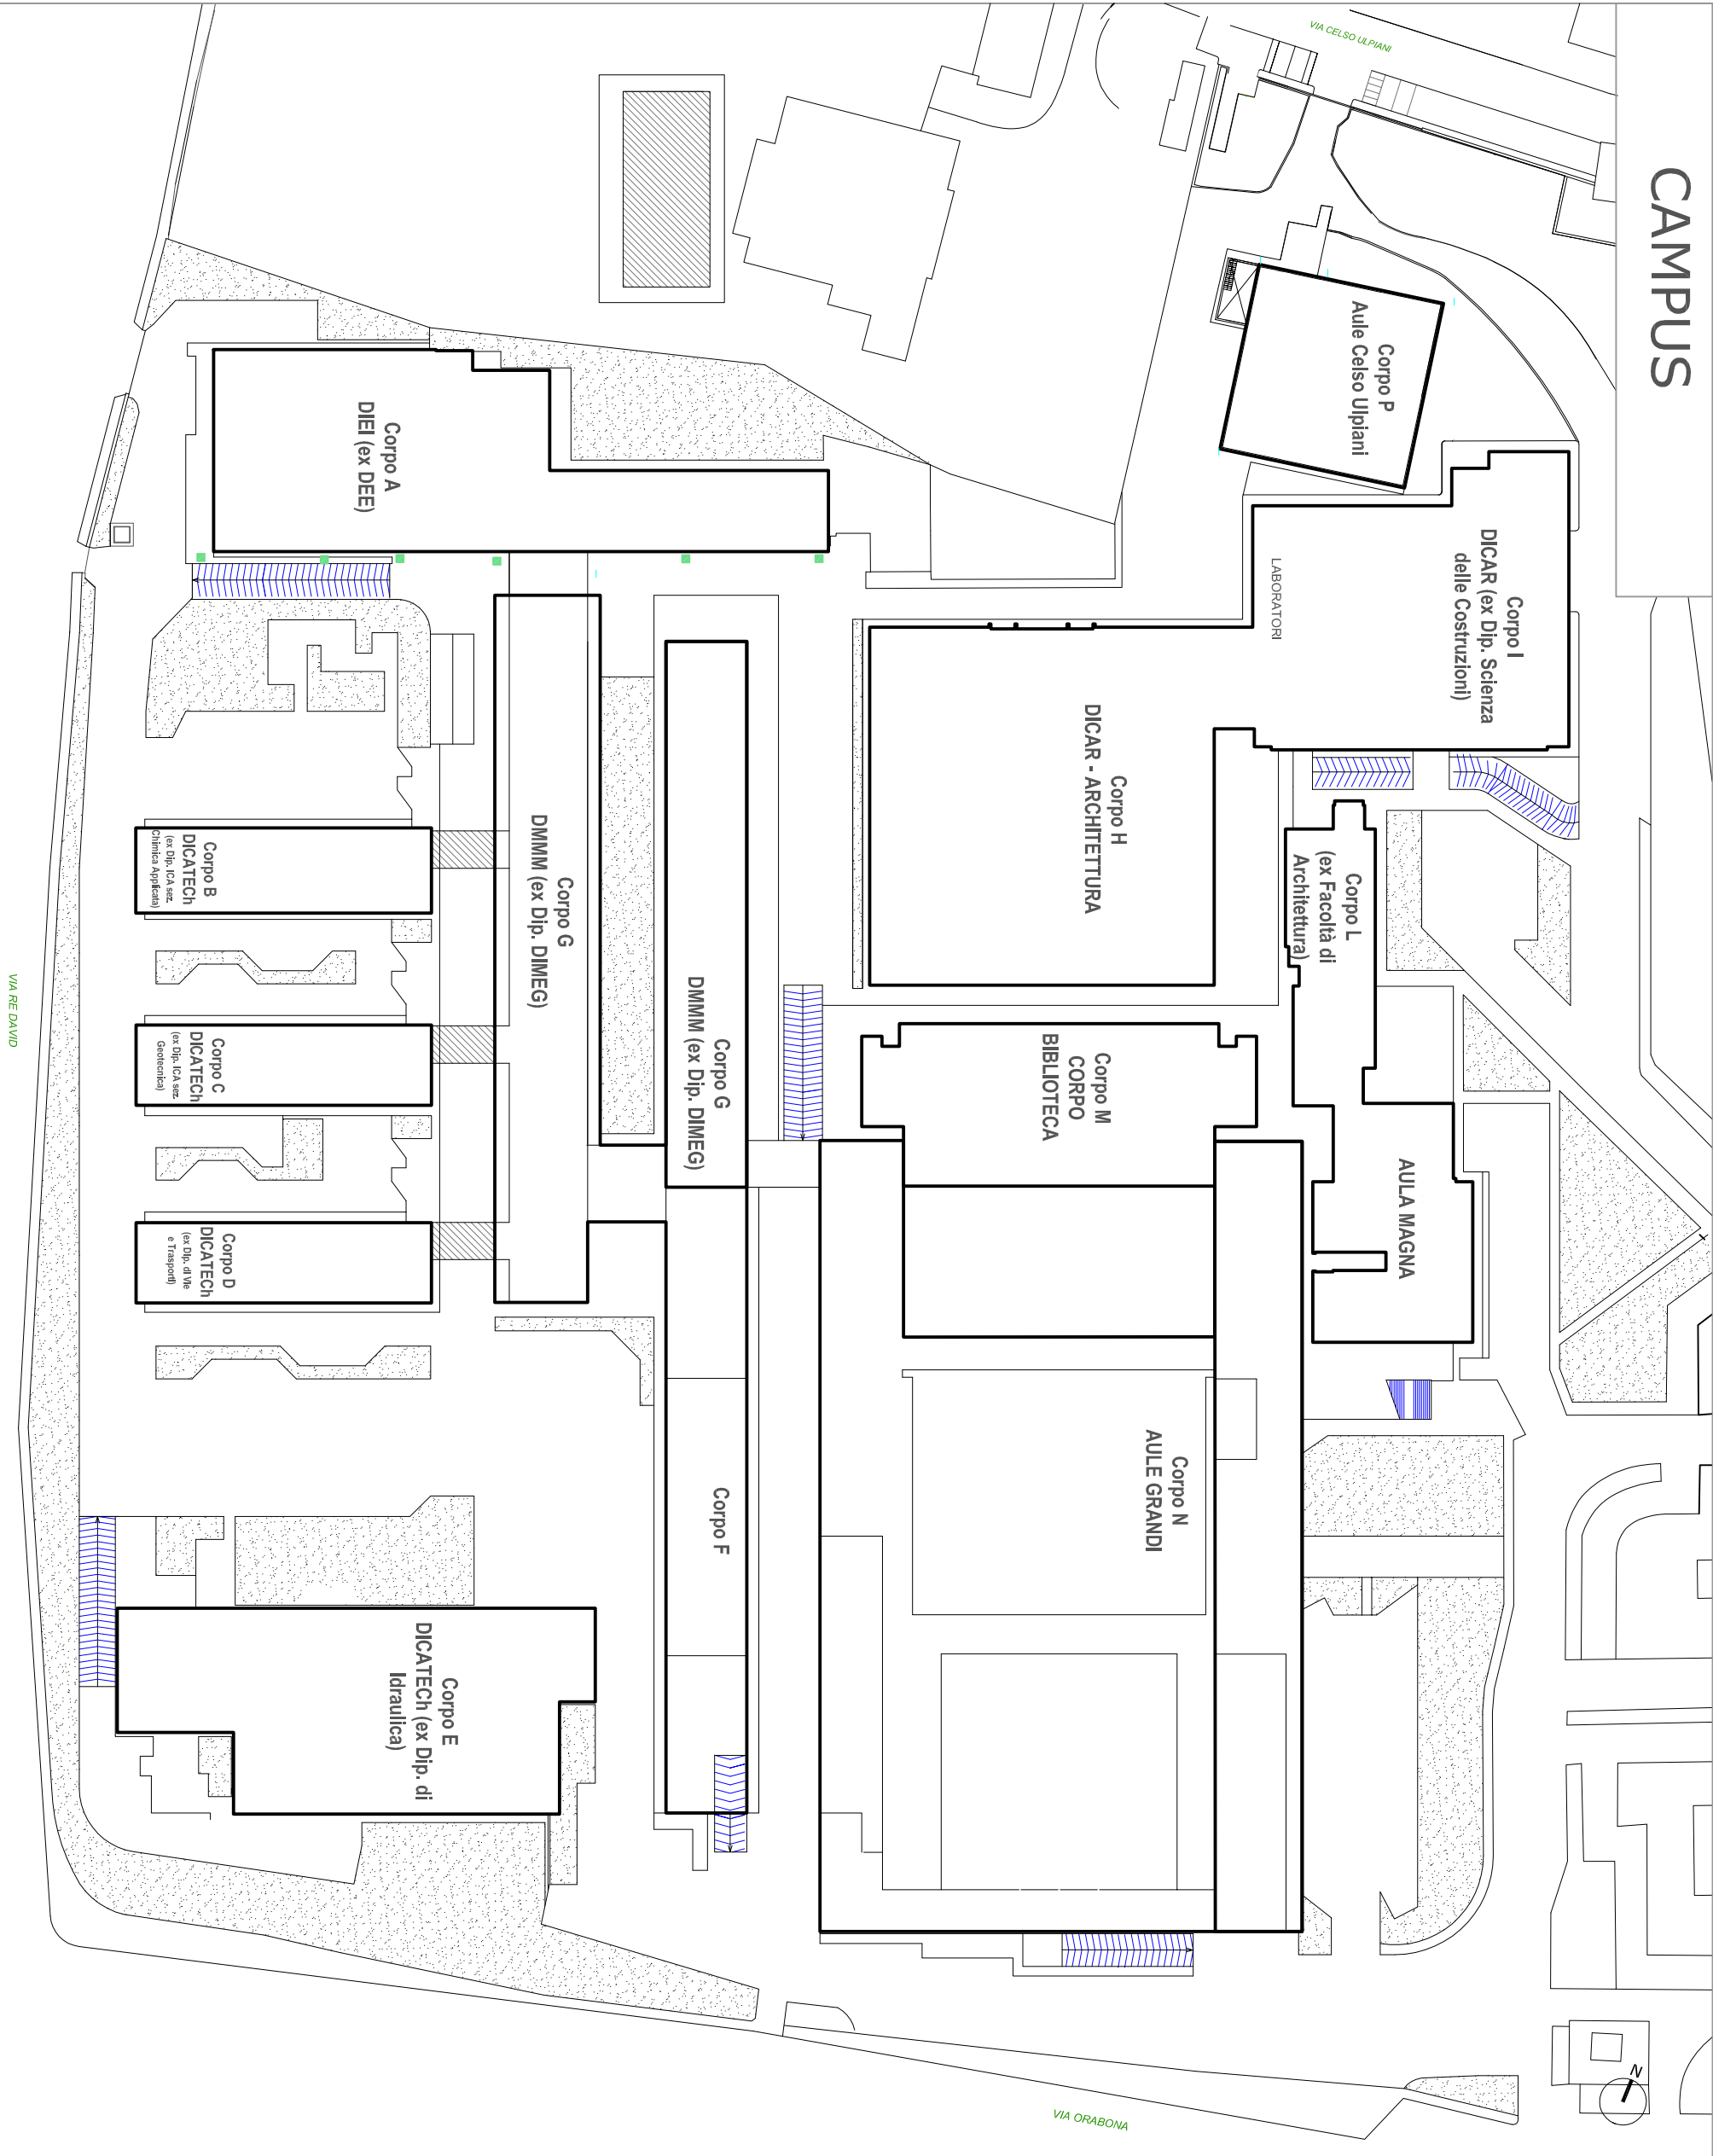 CAMPUS
VIA CELSO ULPIANI
Corpo P
Aule Celso Ulpiani
Corpo I
DICAR (ex Dip. Scienza
delle Costruzioni)
LABORATORI
Corpo A
DIEI (ex DEE)
Corpo H
DICAR - ARCHITETTURA
Corpo L
(ex Facoltà di
Architettura)
Corpo G
DMMM (ex Dip. DIMEG)
Corpo G
DMMM (ex Dip. DIMEG)
Corpo B
DICATECh
(ex Dip. ICA sez.
Chimica Applicata)
Corpo C
DICATECh
(ex Dip. ICA sez.
Geotecnica)
Corpo D
DICATECh
(ex Dip. di Vie
e Trasporti)
Corpo M
CORPO
BIBLIOTECA
AULA MAGNA
Corpo N
AULE GRANDI
Corpo F
Corpo E
DICATECh (ex Dip. di
Idraulica)
VIA RE DAVID
VIA ORABONA
N